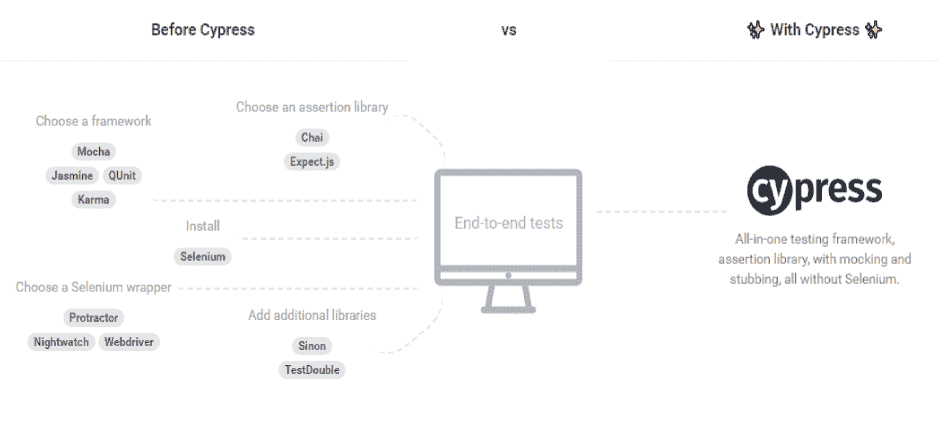 Before Cypress
vs
With Cypress
Choose a framework
Mocha
Jasmine QUnit
Karma
Choose an assertion library
Chai
Expect.js
Install
Selenium
Choose a Selenium wrapper
Protractor
Nightwatch Webdriver
Add additional libraries
Sinon
TestDouble
End-to-end tests
cypress
All-in-one testing framework,
assertion library, with mocking and
stubbing, all without Selenium.